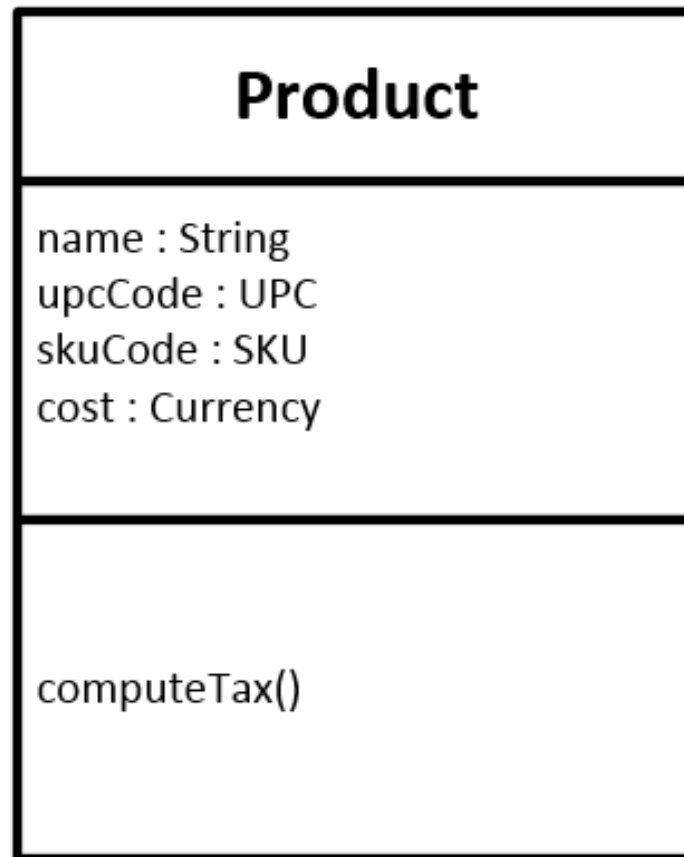 Product
name : String
upcCode : UPC
skuCode : SKU
cost : Currency
computeTax()